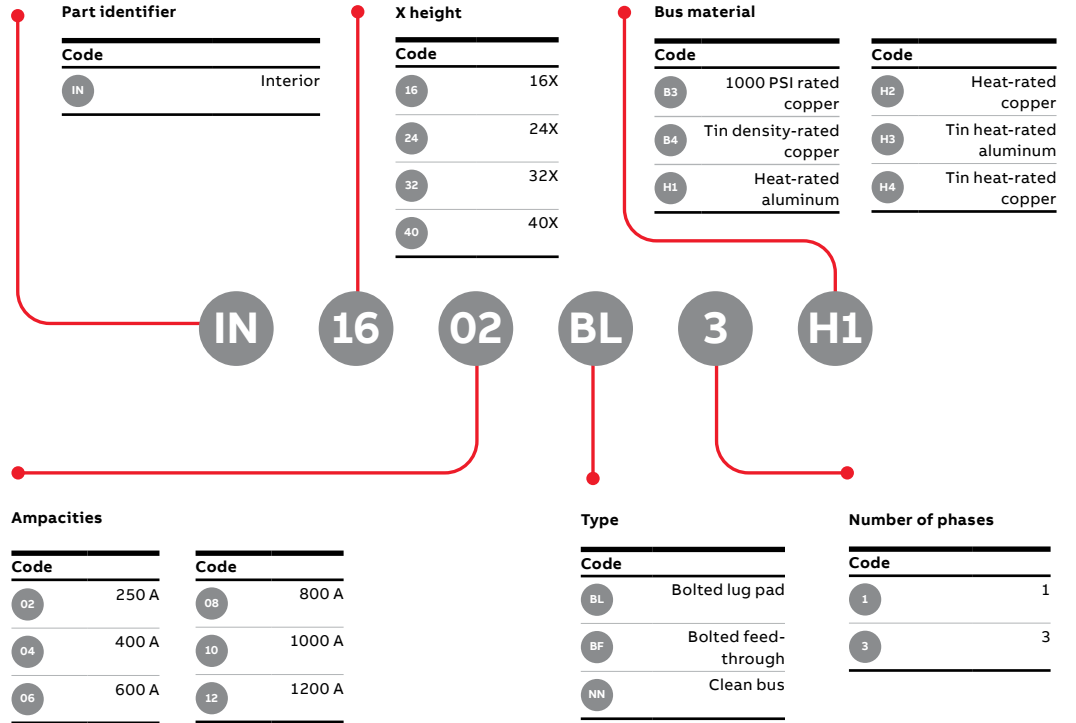 Part identifier
Code
IN Interior
X height
Code
16 16X
24 24X
32 32X
40 40X
Bus material
Code
B3 1000 PSI rated
copper
B4 Tin density-rated
copper
H1 Heat-rated
aluminum
Code
H2 Heat-rated
copper
H3 Tin heat-rated
aluminum
H4 Tin heat-rated
copper
IN 16 02 BL 3 H1
Ampacities
Code
02 250 A
04 400 A
06 600 A
Code
08 800 A
10 1000 A
12 1200 A
Type
Code
BL Bolted lug pad
BF Bolted feed-
through
NN Clean bus
Number of phases
Code
1 1
3 3